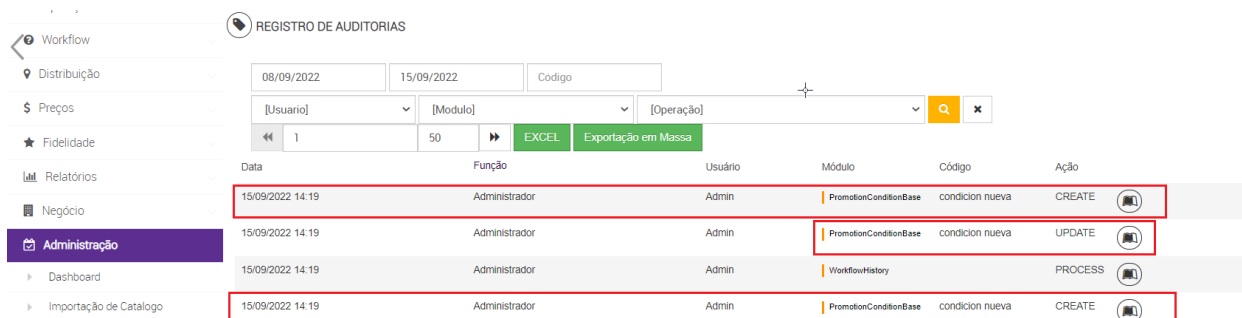 REGISTRO DE AUDITORIAS
Workflow
Distribuição
Preços
Fidelidade
Relatórios
Negócio
Administração
Dashboard
Importação de Catalogo
08/09/2022 15/09/2022 Código
[Usuario] [Modulo] [Operação]
1 50 EXCEL Exportação em Massa
Data Função Usuário Módulo Código Ação
15/09/2022 14:19 Administrador Admin PromotionConditionBase condicion nueva CREATE
15/09/2022 14:19 Administrador Admin PromotionConditionBase condicion nueva UPDATE
15/09/2022 14:19 Administrador Admin WorkflowHistory PROCESS
15/09/2022 14:19 Administrador Admin PromotionConditionBase condicion nueva CREATE